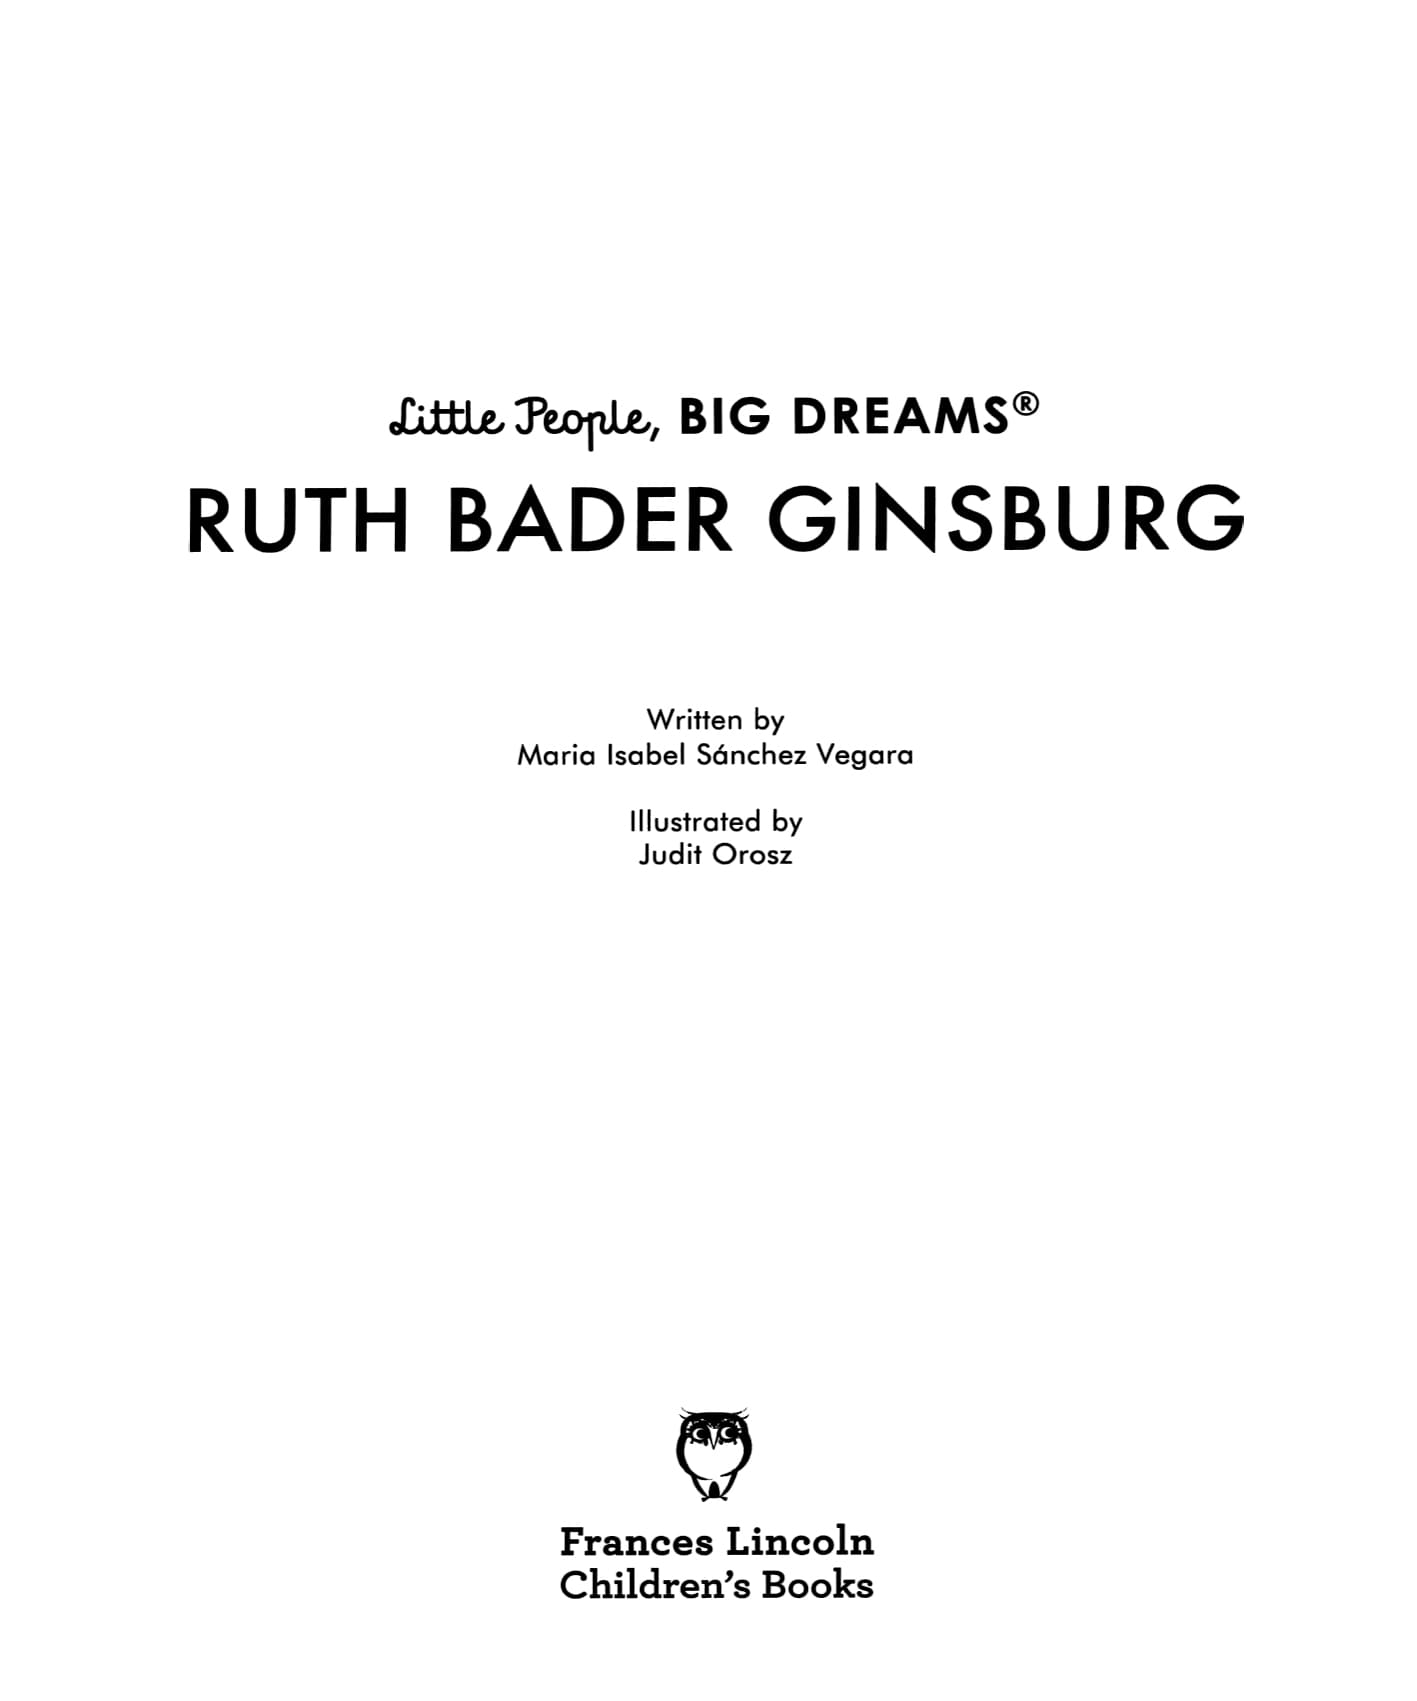 Little People, BIG DREAMS®
RUTH BADER GINSBURG
Written by
Maria Isabel Sánchez Vegara
Illustrated by
Judit Orosz
Frances Lincoln
Children’s Books